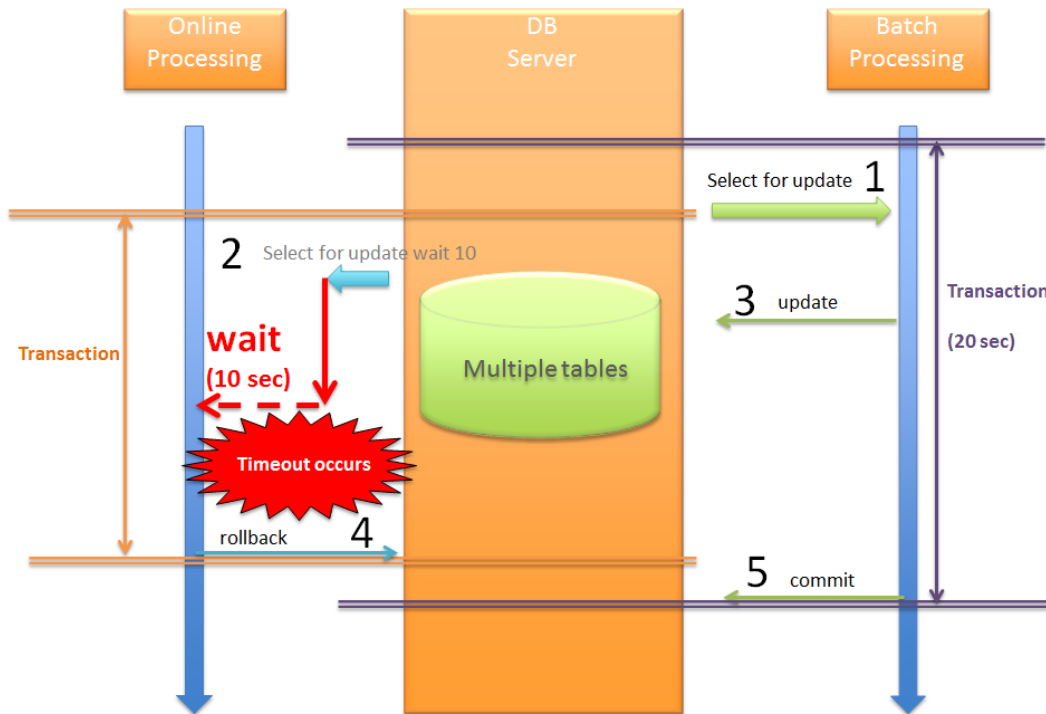 Online
Processing
DB
Server
Batch
Processing
Select for update 1
2 Select for update wait 10
3 update
Transaction
(20 sec)
wait
(10 sec)
Transaction
Multiple tables
Timeout occurs
rollback 4
5 commit